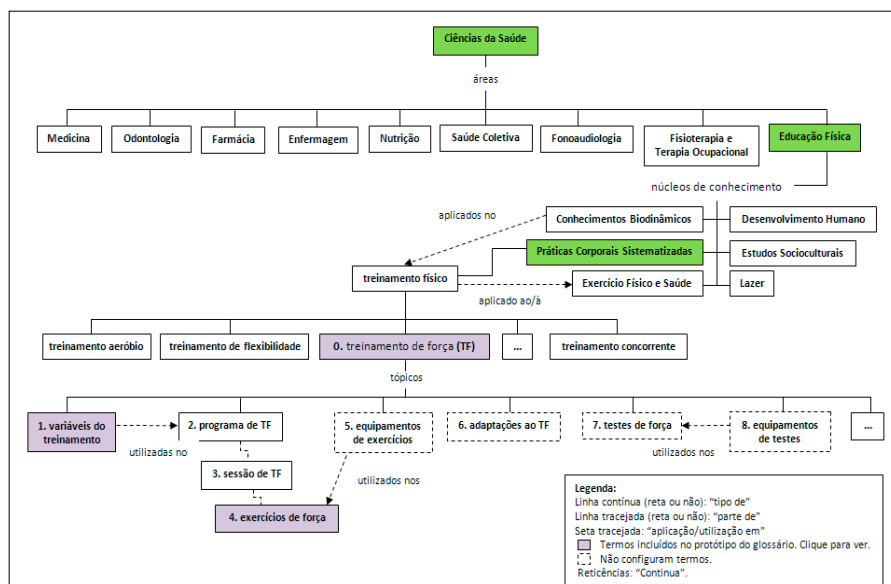 Ciências da Saúde
áreas
Medicina
Odontologia
Farmácia
Enfermagem
Nutrição
Saúde Coletiva
Fonoaudiologia
Fisioterapia e
Terapia Ocupacional
Educação Física
núcleos de conhecimento
aplicados no
Conhecimentos Biodinâmicos
Desenvolvimento Humano
Práticas Corporais Sistematizadas
Estudos Socioculturais
treinamento físico
Exercício Físico e Saúde
Lazer
aplicado ao/à
treinamento aeróbio
treinamento de flexibilidade
0. treinamento de força (TF)
...
treinamento concorrente
tópicos
1. variáveis do
treinamento
2. programa de TF
5. equipamentos
de exercícios
6. adaptações ao TF
7. testes de força
8. equipamentos
de testes
...
utilizadas no
utilizados nos
3. sessão de TF
utilizados nos
4. exercícios de força
Legenda:
Linha contínua (reta ou não): “tipo de”
Linha tracejada (reta ou não): “parte de”
Seta tracejada: “aplicação/utilização em”
Termos incluídos no protótipo do glossário. Clique para ver.
Não configuram termos.
Reticências: “Continua”.